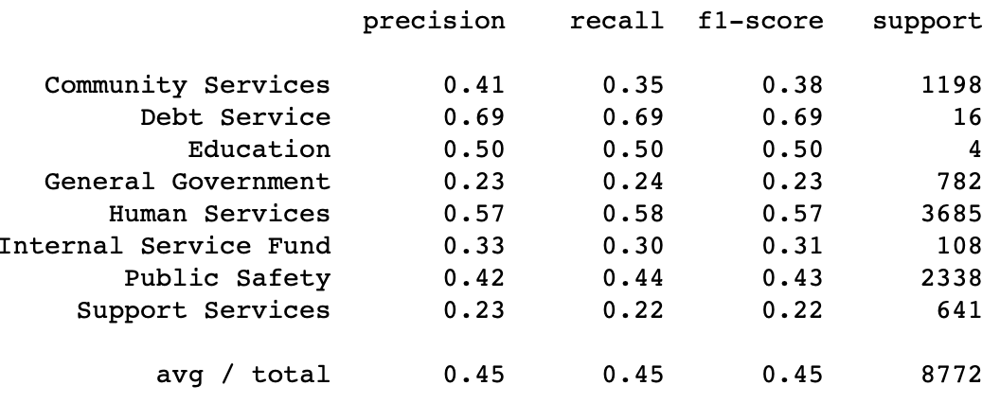 precision recall f1-score support
Community Services 0.41 0.35 0.38 1198
Debt Service 0.69 0.69 0.69 16
Education 0.50 0.50 0.50 4
General Government 0.23 0.24 0.23 782
Human Services 0.57 0.58 0.57 3685
Internal Service Fund 0.33 0.30 0.31 108
Public Safety 0.42 0.44 0.43 2338
Support Services 0.23 0.22 0.22 641
avg / total 0.45 0.45 0.45 8772